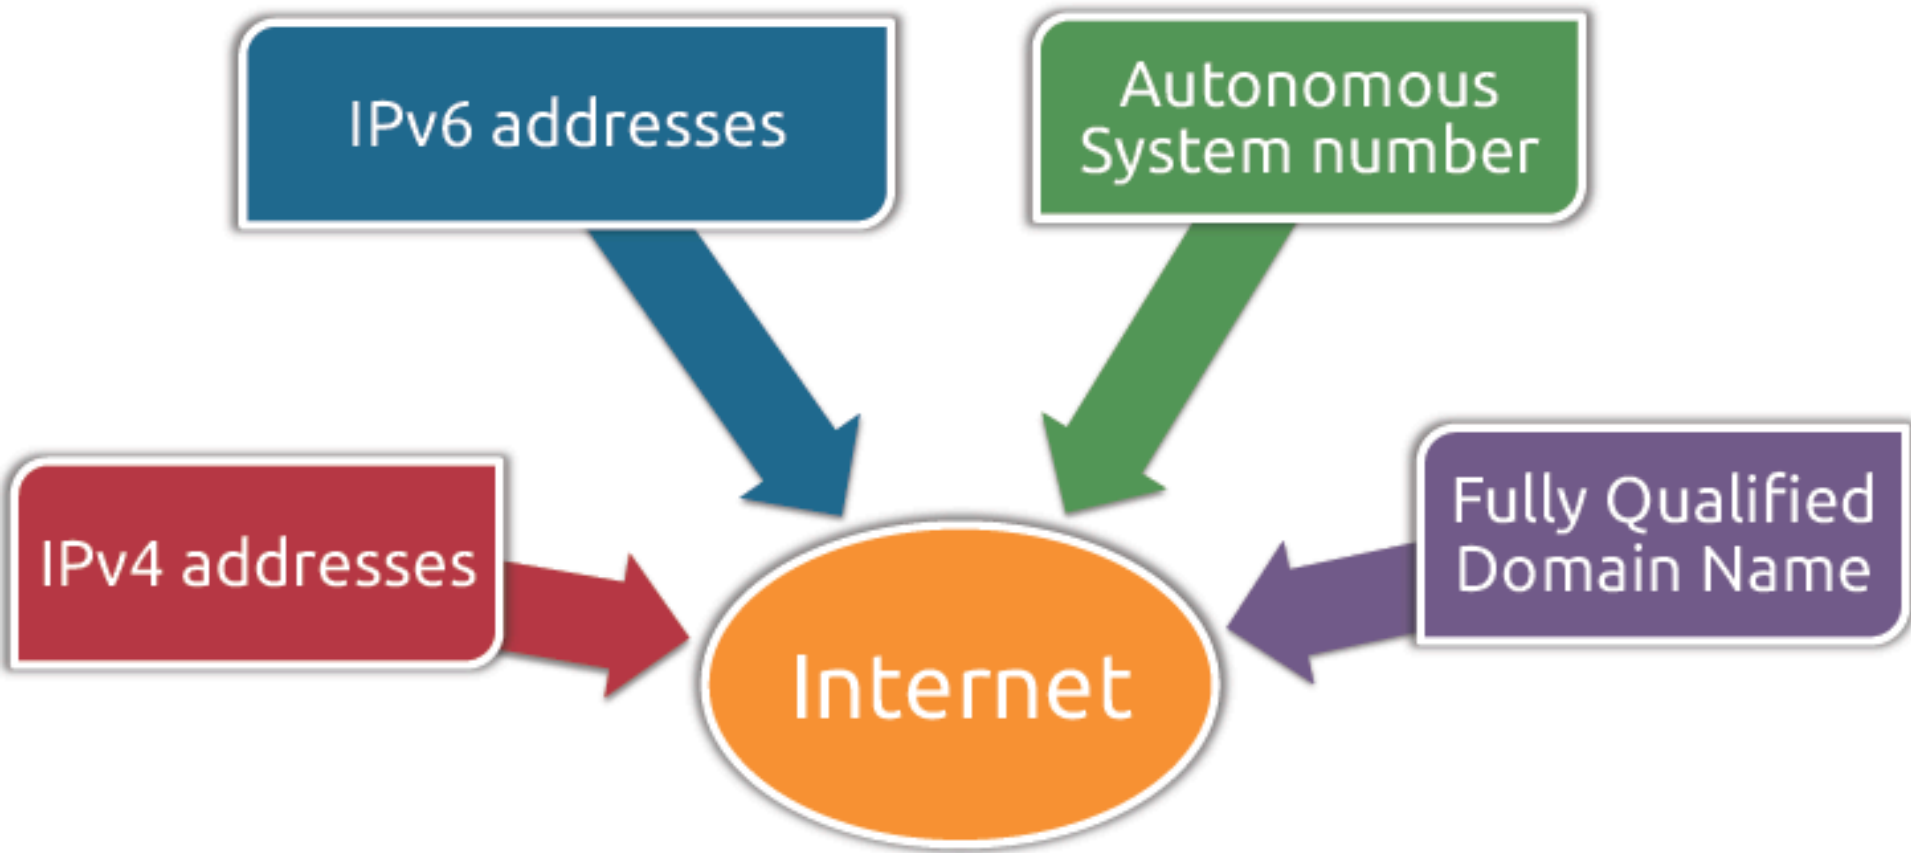 IPv6 addresses
Autonomous
System number
IPv4 addresses
Fully Qualified
Domain Name
Internet